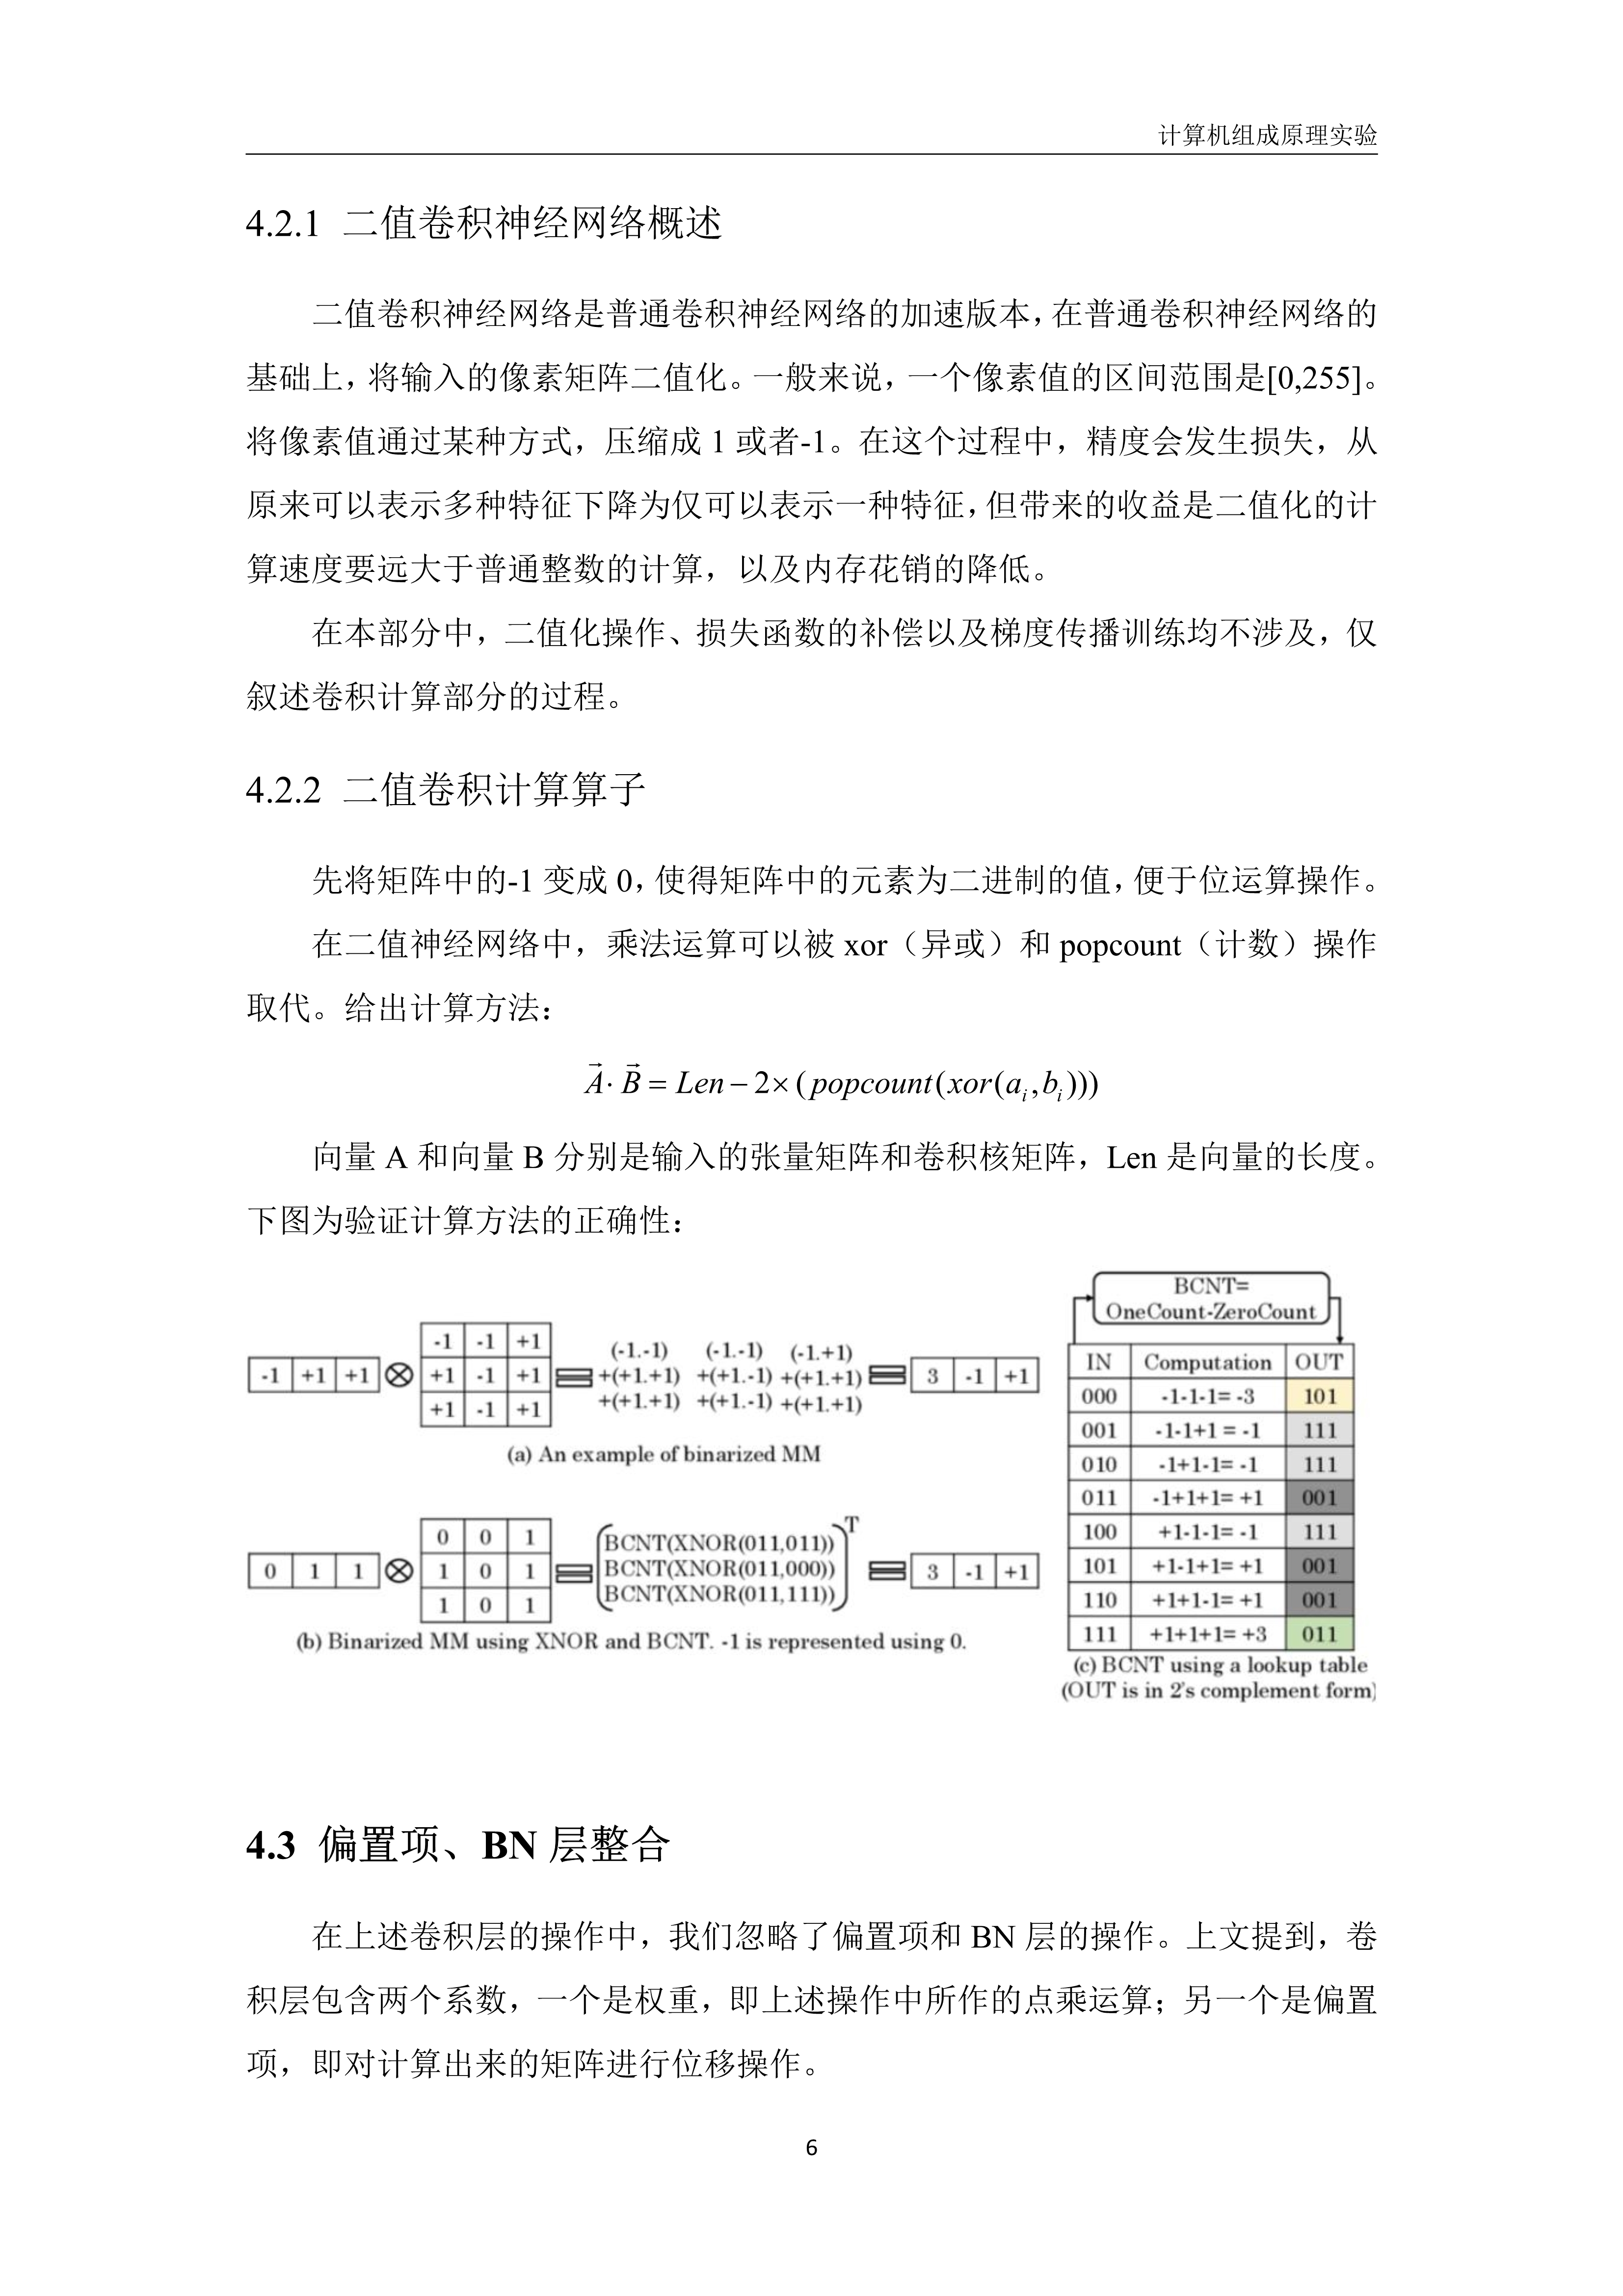 计算机组成原理实验
4.2.1 二值卷积神经网络概述
二值卷积神经网络是普通卷积神经网络的加速版本，在普通卷积神经网络的
基础上，将输入的像素矩阵二值化。一般来说，一个像素值的区间范围是[0,255]。
将像素值通过某种方式，压缩成 1 或者-1。在这个过程中，精度会发生损失，从
原来可以表示多种特征下降为仅可以表示一种特征，但带来的收益是二值化的计
算速度要远大于普通整数的计算，以及内存花销的降低。
在本部分中，二值化操作、损失函数的补偿以及梯度传播训练均不涉及，仅
叙述卷积计算部分的过程。
4.2.2 二值卷积计算算子
先将矩阵中的-1 变成 0，使得矩阵中的元素为二进制的值，便于位运算操作。
在二值神经网络中，乘法运算可以被 xor（异或）和 popcount（计数）操作
取代。给出计算方法：
A⃗· B⃗ = Len − 2×(popcount(xor(aᵢ,bᵢ)))
向量 A 和向量 B 分别是输入的张量矩阵和卷积核矩阵，Len 是向量的长度。
下图为验证计算方法的正确性：
-1 +1 +1 ⊗
-1 -1 +1
+1 -1 +1
+1 -1 +1
=
(-1.-1) (-1.-1) (-1.+1)
+(+1.+1) +(+1.-1) +(+1.+1)
+(+1.+1) +(+1.-1) +(+1.+1)
= 3 -1 +1
(a) An example of binarized MM
0 1 1 ⊗
0 0 1
1 0 1
1 0 1
=
BCNT(XNOR(011,011)) T
BCNT(XNOR(011,000))
BCNT(XNOR(011,111))
= 3 -1 +1
(b) Binarized MM using XNOR and BCNT. -1 is represented using 0.
BCNT=
OneCount-ZeroCount
IN Computation OUT
000 -1-1-1= -3 101
001 -1-1+1 = -1 111
010 -1+1-1= -1 111
011 -1+1+1= +1 001
100 +1-1-1= -1 111
101 +1-1+1= +1 001
110 +1+1-1= +1 001
111 +1+1+1= +3 011
(c) BCNT using a lookup table
(OUT is in 2's complement form)
4.3 偏置项、BN 层整合
在上述卷积层的操作中，我们忽略了偏置项和 BN 层的操作。上文提到，卷
积层包含两个系数，一个是权重，即上述操作中所作的点乘运算；另一个是偏置
项，即对计算出来的矩阵进行位移操作。
6